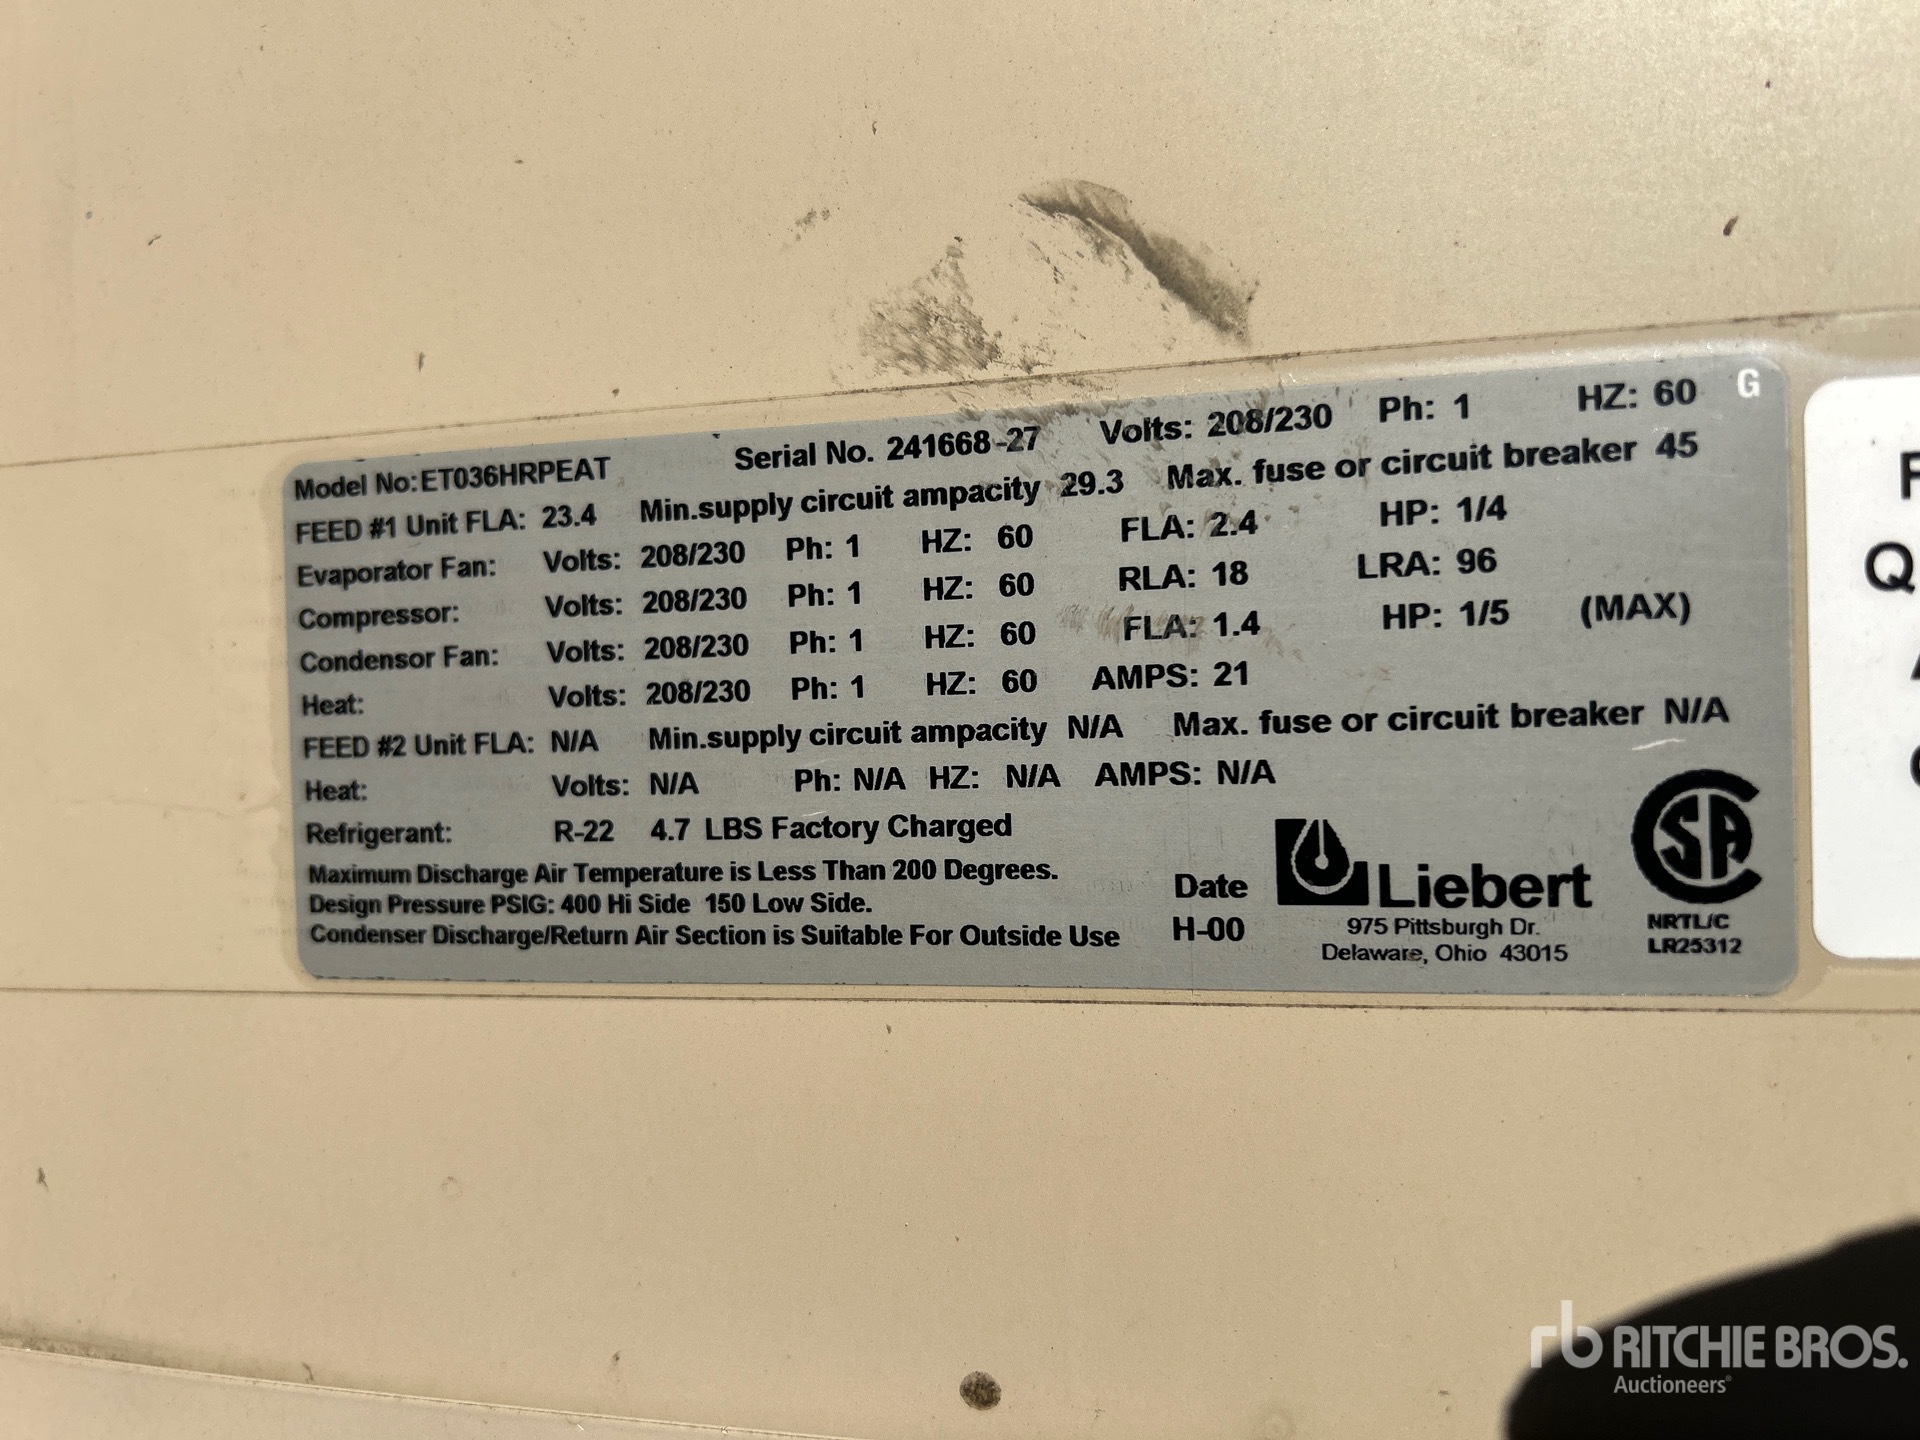 Model No: ET036HRPEAT Serial No. 241668-27 Volts: 208/230 Ph: 1 HZ: 60 G
FEED #1 Unit FLA: 23.4 Min.supply circuit ampacity 29.3 Max. fuse or circuit breaker 45
Evaporator Fan: Volts: 208/230 Ph: 1 HZ: 60 FLA: 2.4 HP: 1/4
Compressor: Volts: 208/230 Ph: 1 HZ: 60 RLA: 18 LRA: 96
Condensor Fan: Volts: 208/230 Ph: 1 HZ: 60 FLA: 1.4 HP: 1/5 (MAX)
Heat: Volts: 208/230 Ph: 1 HZ: 60 AMPS: 21
FEED #2 Unit FLA: N/A Min.supply circuit ampacity N/A Max. fuse or circuit breaker N/A
Heat: Volts: N/A Ph: N/A HZ: N/A AMPS: N/A
Refrigerant: R-22 4.7 LBS Factory Charged
Maximum Discharge Air Temperature is Less Than 200 Degrees.
Design Pressure PSIG: 400 Hi Side 150 Low Side.
Condenser Discharge/Return Air Section is Suitable For Outside Use
Date
H-00
Liebert
975 Pittsburgh Dr.
Delaware, Ohio 43015
SA
NRTL/C
LR25312
Q
rb RITCHIE BROS.
Auctioneers®